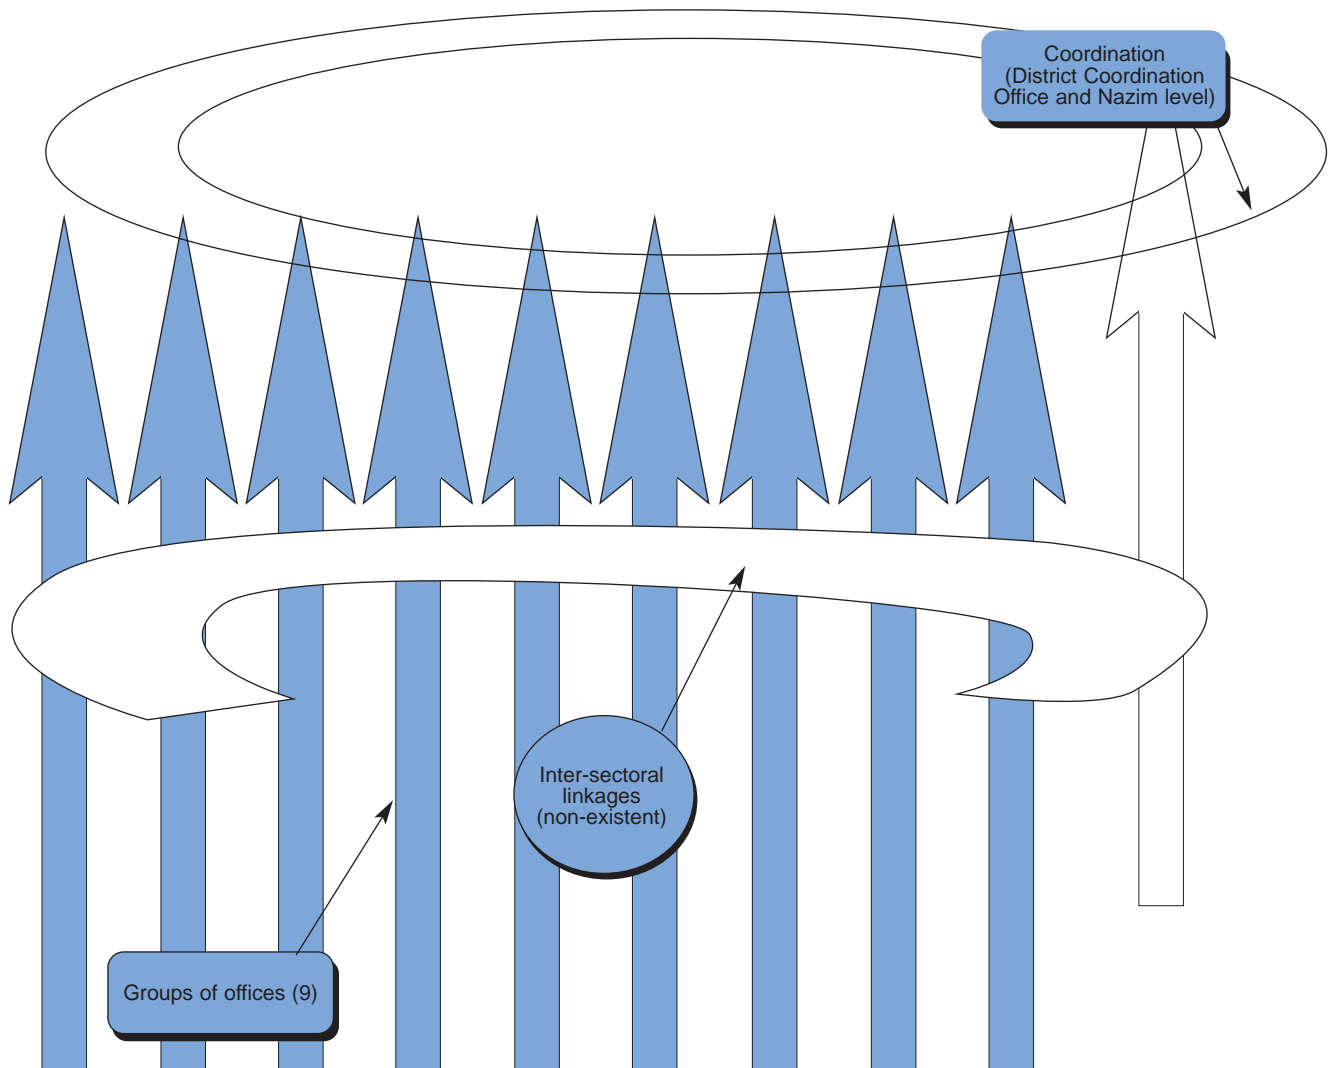 Coordination
(District Coordination
Office and Nazim level)
Inter-sectoral
linkages
(non-existent)
Groups of offices (9)